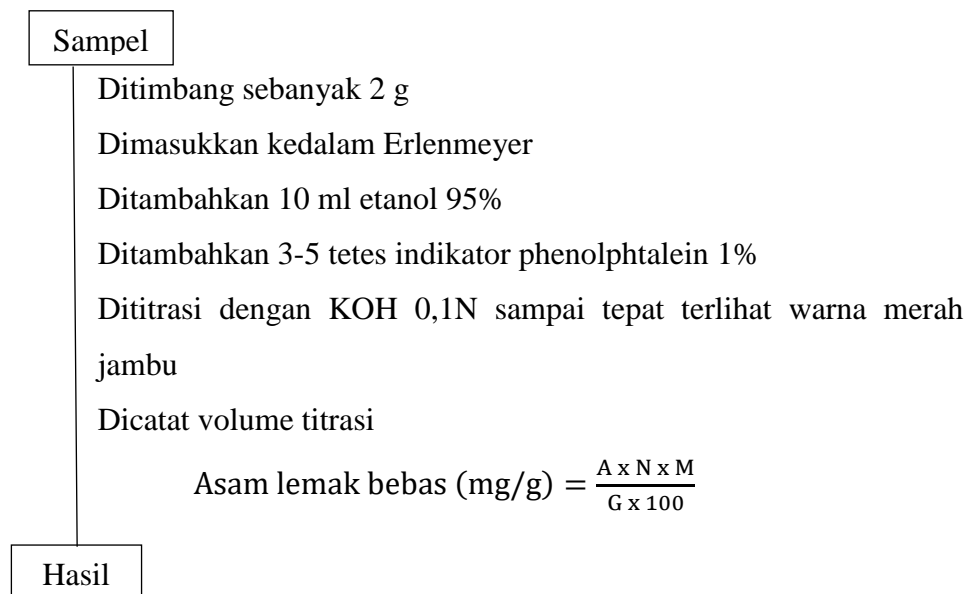 Sampel
Ditimbang sebanyak 2 g
Dimasukkan kedalam Erlenmeyer
Ditambahkan 10 ml etanol 95%
Ditambahkan 3-5 tetes indikator phenolphtalein 1%
Dititrasi dengan KOH 0,1N sampai tepat terlihat warna merah
jambu
Dicatat volume titrasi
Asam lemak bebas (mg/g) = A x N x M / G x 100
Hasil